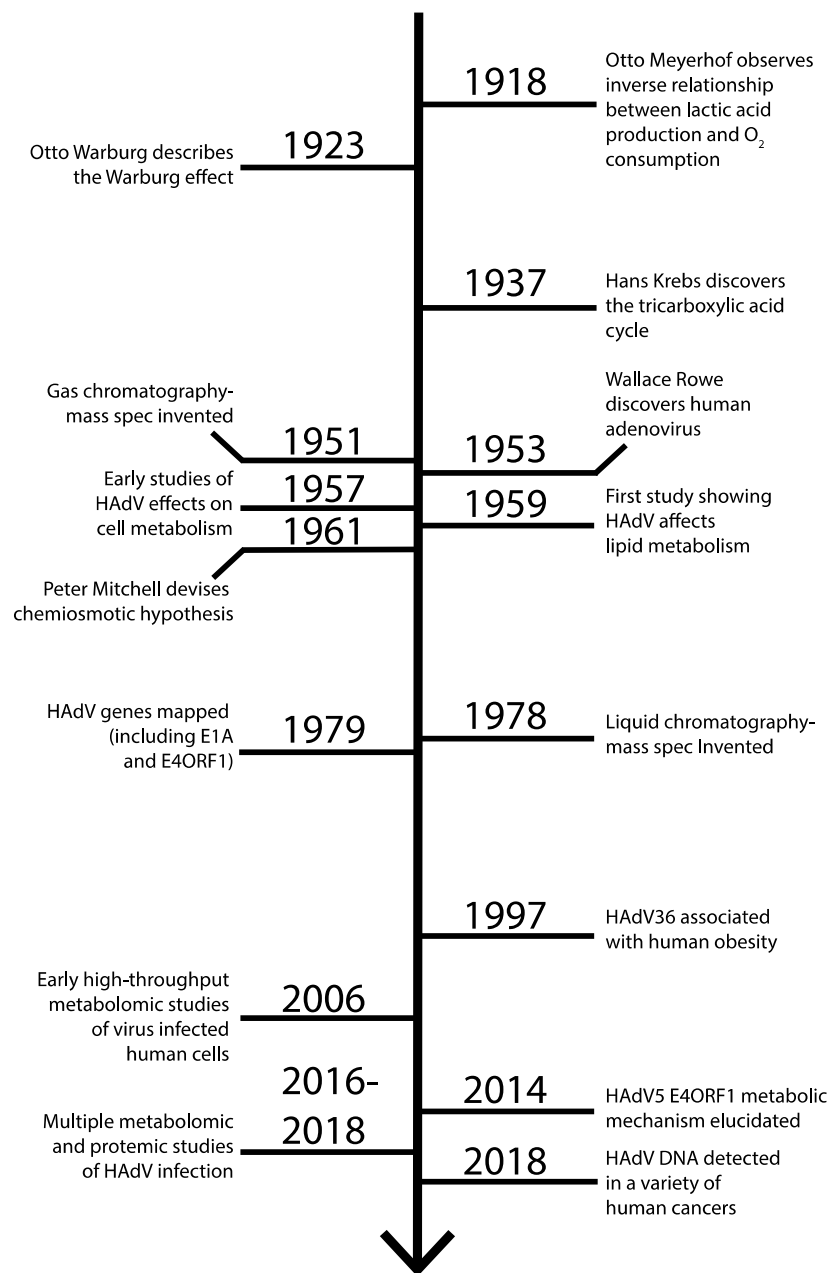 1918
Otto Meyerhof observes
inverse relationship
between lactic acid
production and O₂
consumption
1923
Otto Warburg describes
the Warburg effect
1937
Hans Krebs discovers
the tricarboxylic acid
cycle
Gas chromatography-
mass spec invented
1951
Wallace Rowe
discovers human
adenovirus
1953
Early studies of
HAdV effects on
cell metabolism
1957
1959
First study showing
HAdV affects
lipid metabolism
1961
Peter Mitchell devises
chemiosmotic hypothesis
1978
Liquid chromatography-
mass spec Invented
HAdV genes mapped
(including E1A
and E4ORF1)
1979
1997
HAdV36 associated
with human obesity
Early high-throughput
metabolomic studies
of virus infected
human cells
2006
2014
HAdV5 E4ORF1 metabolic
mechanism elucidated
2016-
2018
Multiple metabolomic
and protemic studies
of HAdV infection
2018
HAdV DNA detected
in a variety of
human cancers